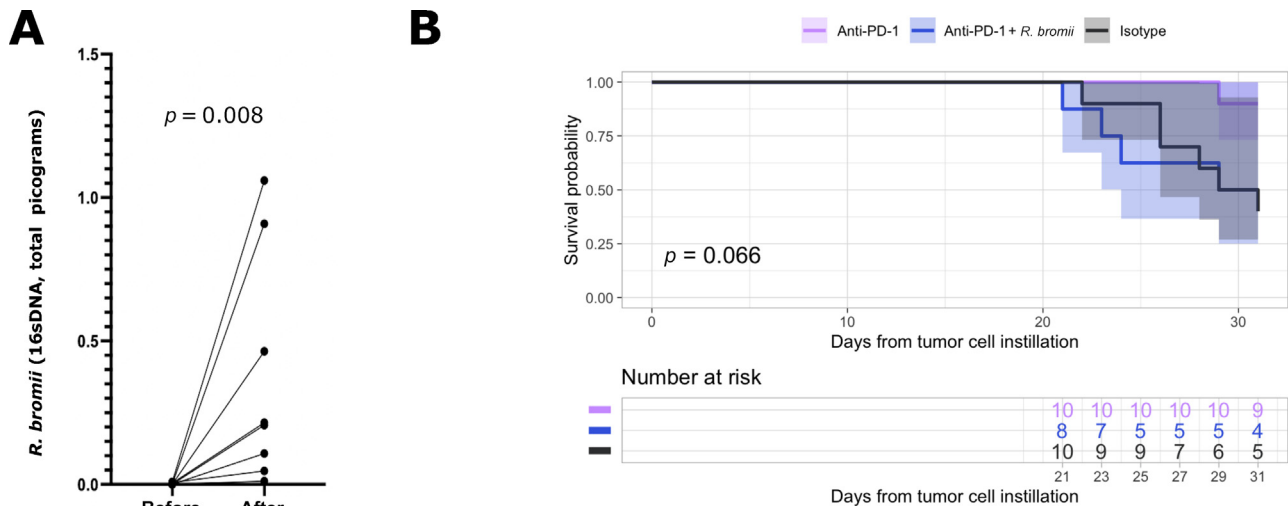 A
1.5
p = 0.008
1.0
0.5
0.0
R. bromii (16sDNA, total picograms)
Before After
B
Anti-PD-1 Anti-PD-1 + R. bromii Isotype
1.00
0.75
0.50
0.25
0.00
Survival probability
p = 0.066
0 10 20 30
Days from tumor cell instillation
Number at risk
10 10 10 10 10 9
8 7 5 5 5 4
10 9 9 7 6 5
21 23 25 27 29 31
Days from tumor cell instillation